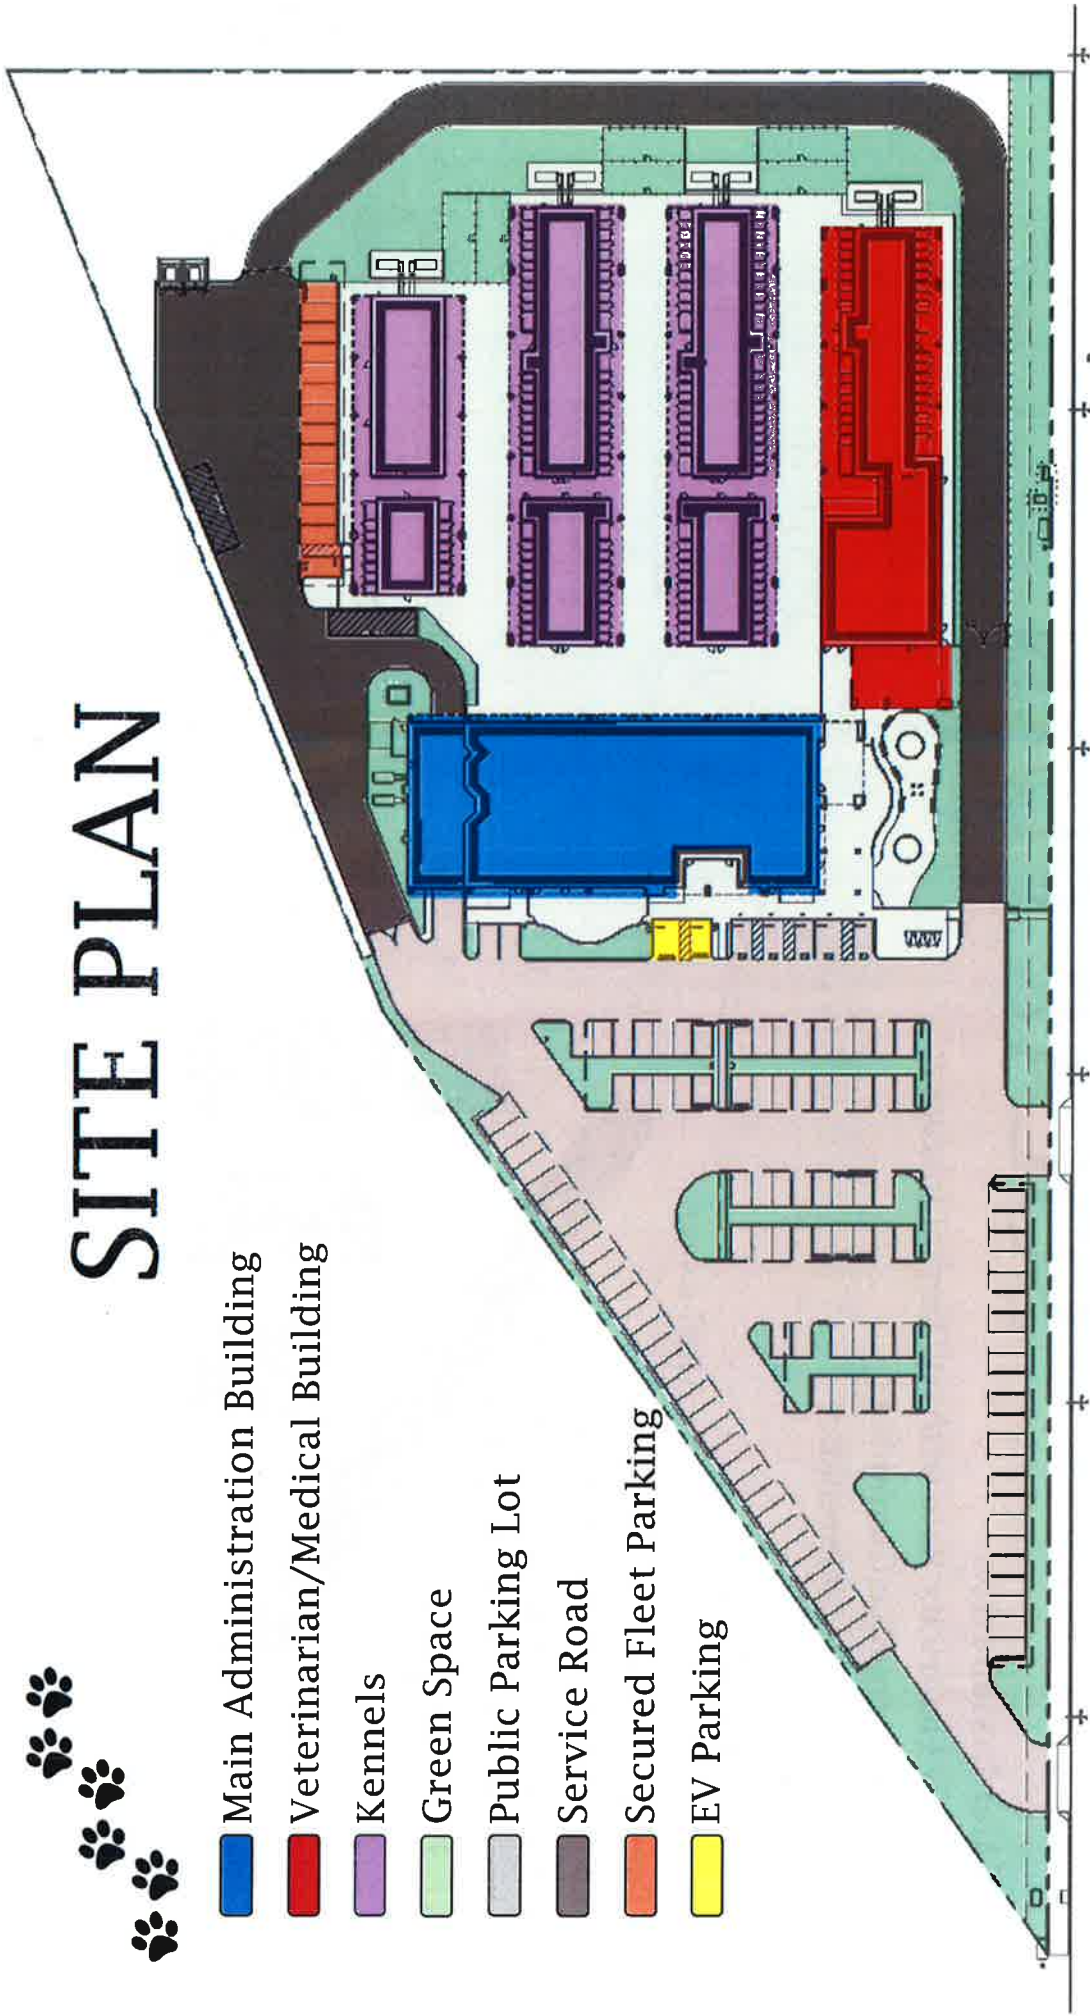 SITE PLAN
Main Administration Building
Veterinarian/Medical Building
Kennels
Green Space
Public Parking Lot
Service Road
Secured Fleet Parking
EV Parking